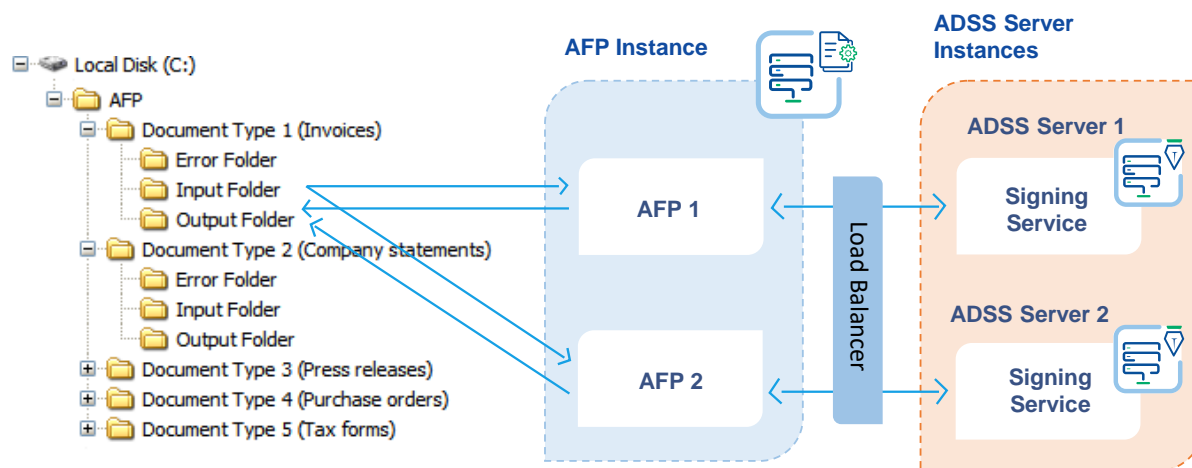 Local Disk (C:)
AFP
Document Type 1 (Invoices)
Error Folder
Input Folder
Output Folder
Document Type 2 (Company statements)
Error Folder
Input Folder
Output Folder
Document Type 3 (Press releases)
Document Type 4 (Purchase orders)
Document Type 5 (Tax forms)
AFP Instance
AFP 1
AFP 2
Load Balancer
ADSS Server
Instances
ADSS Server 1
Signing
Service
ADSS Server 2
Signing
Service